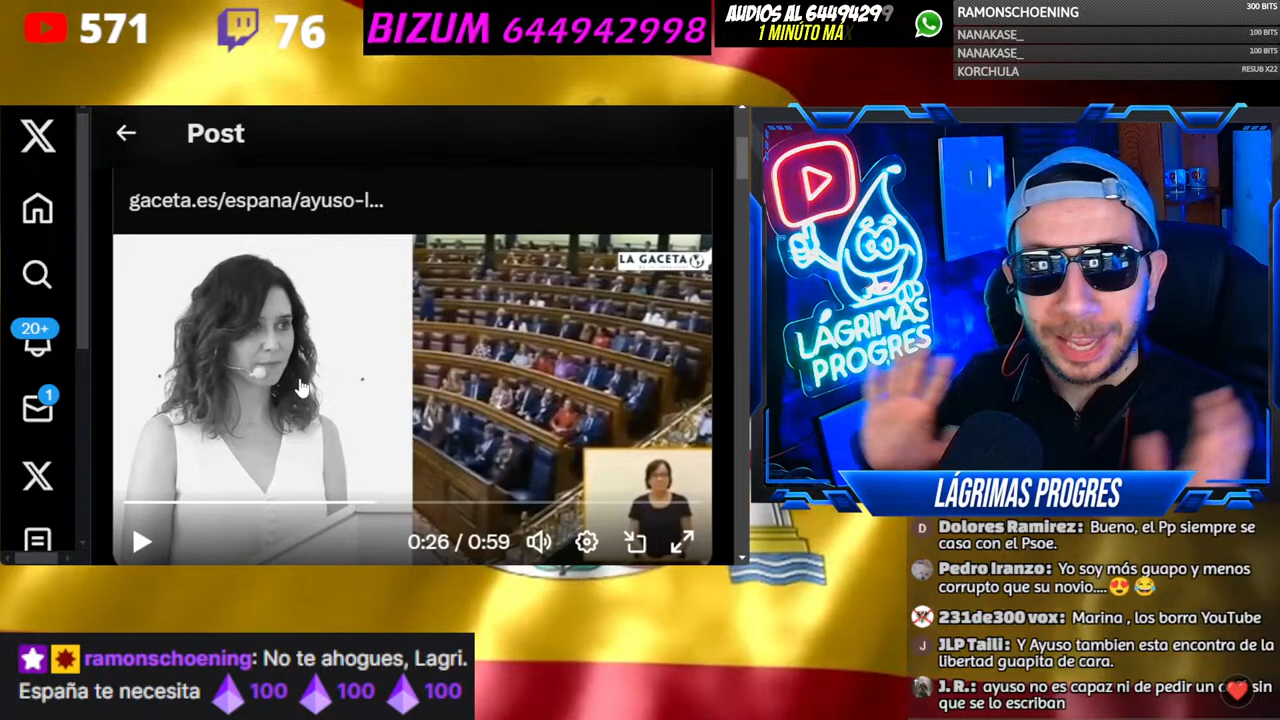 571
76
BIZUM 644942998
AUDIOS AL 64494299
1 MINÚTO MÁX
RAMONSCHOENING
300 BITS
NANAKASE_
100 BITS
NANAKASE_
100 BITS
KORCHULA
RESUB X22
Post
gaceta.es/espana/ayuso-l...
20+
1
LA GACETA
0:26 / 0:59
LÁGRIMAS
PROGRES
LÁGRIMAS PROGRES
D Dolores Ramirez: Bueno, el Pp siempre se
casa con el Psoe.
Pedro Iranzo: Yo soy más guapo y menos
corrupto que su novio....😍😂
231de300 vox: Marina , los borra YouTube
J JLP Taili: Y Ayuso tambien esta encontra de la
libertad guapita de cara.
J. R.: ayuso no es capaz ni de pedir un sin
que se lo escriban
ramonschoening: No te ahogues, Lagri.
España te necesita 100 100 100